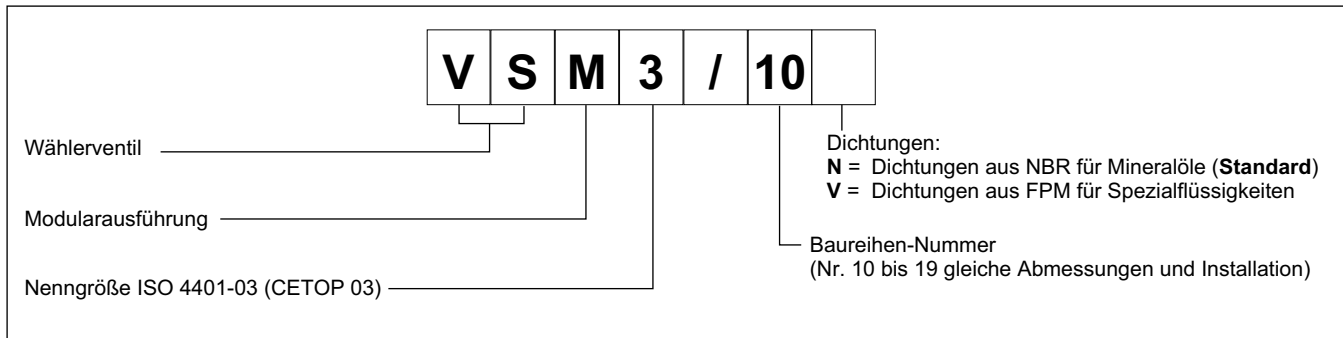 V S M 3 / 10
Wählerventil
Modularausführung
Nenngröße ISO 4401-03 (CETOP 03)
Dichtungen:
N = Dichtungen aus NBR für Mineralöle (Standard)
V = Dichtungen aus FPM für Spezialflüssigkeiten
Baureihen-Nummer
(Nr. 10 bis 19 gleiche Abmessungen und Installation)